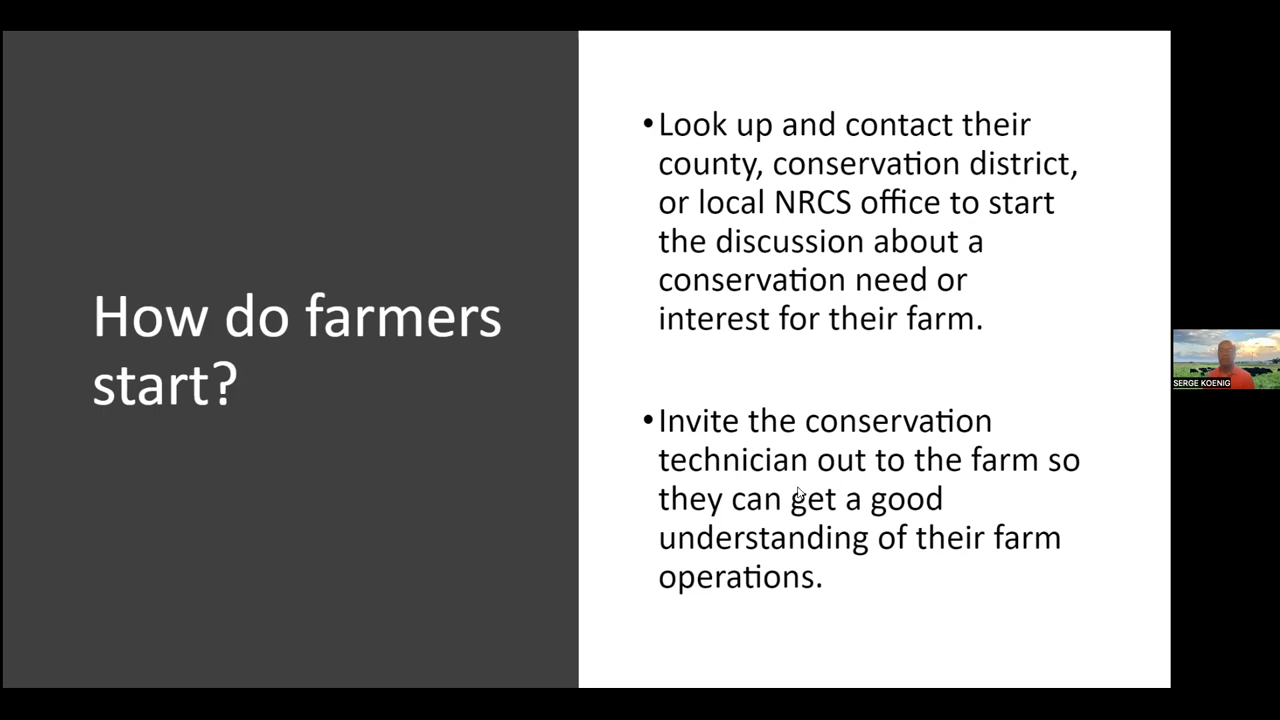 How do farmers
start?
•Look up and contact their
county, conservation district,
or local NRCS office to start
the discussion about a
conservation need or
interest for their farm.
•Invite the conservation
technician out to the farm so
they can get a good
understanding of their farm
operations.
SERGE KOENIG